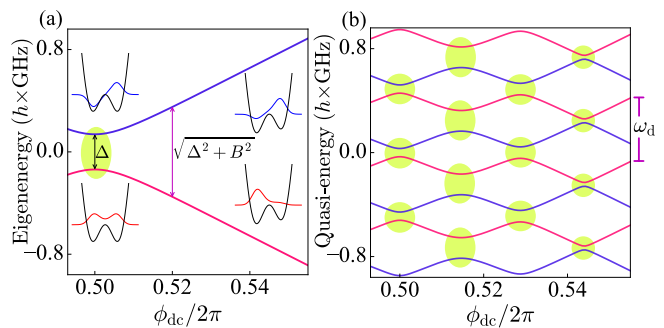 (a)
Eigenenergy (h×GHz)
0.8
0.0
−0.8
Δ
√Δ² + B²
0.50
0.52
0.54
ϕdc/2π
(b)
Quasi-energy (h×GHz)
0.8
0.0
−0.8
ωd
0.50
0.52
0.54
ϕdc/2π